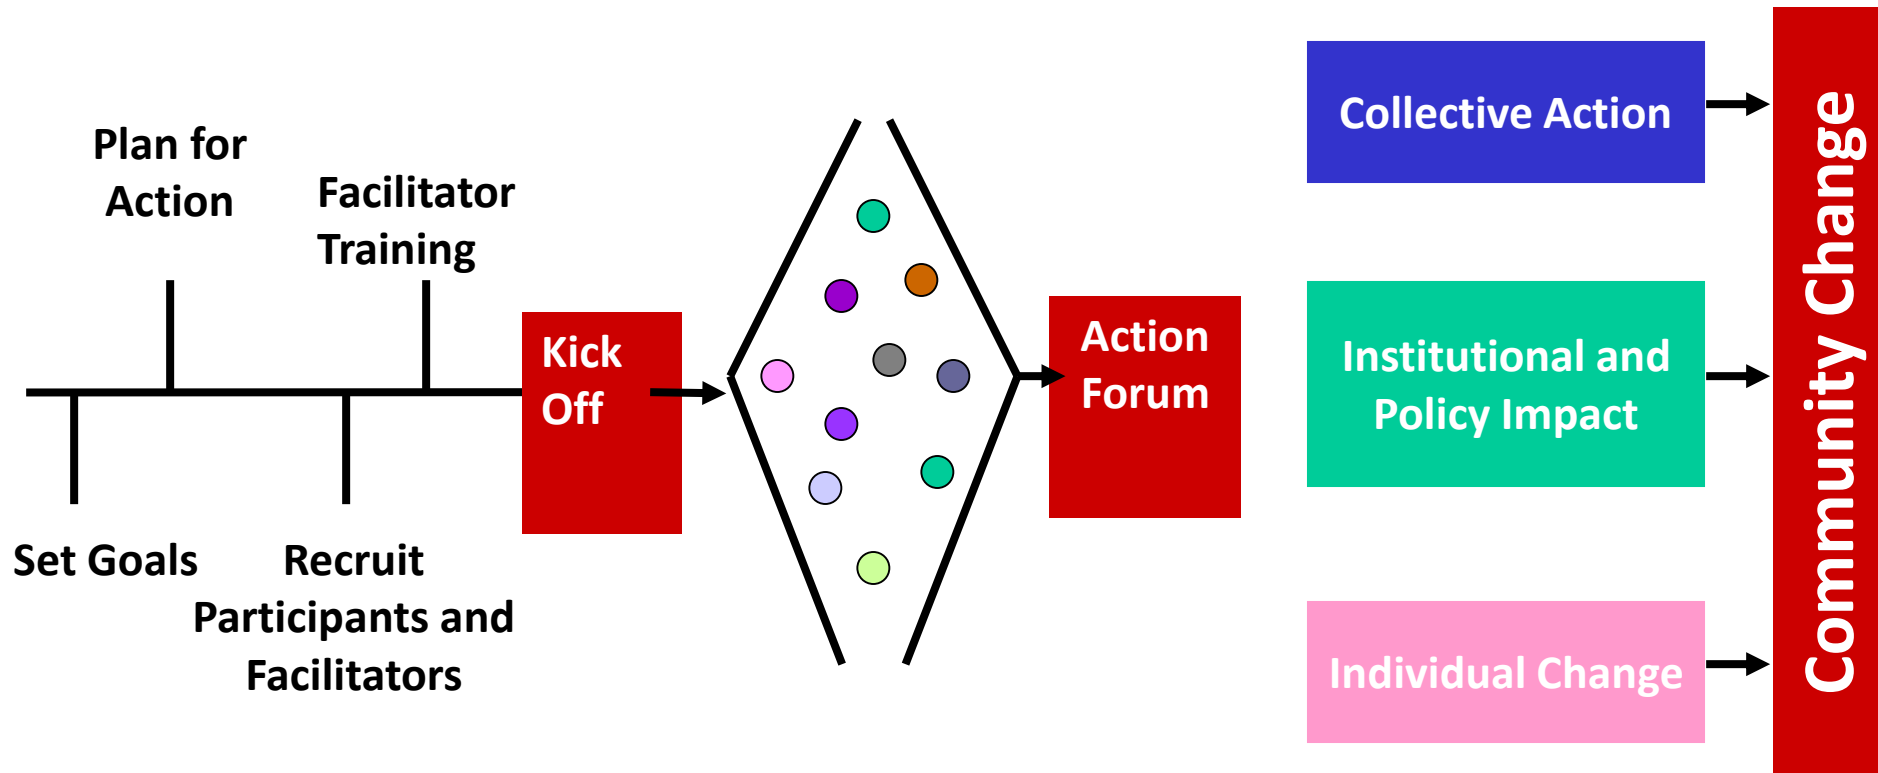 Plan for
Action
Facilitator
Training
Set Goals
Recruit
Participants and
Facilitators
Kick
Off
Action
Forum
Collective Action
Institutional and
Policy Impact
Individual Change
Community Change